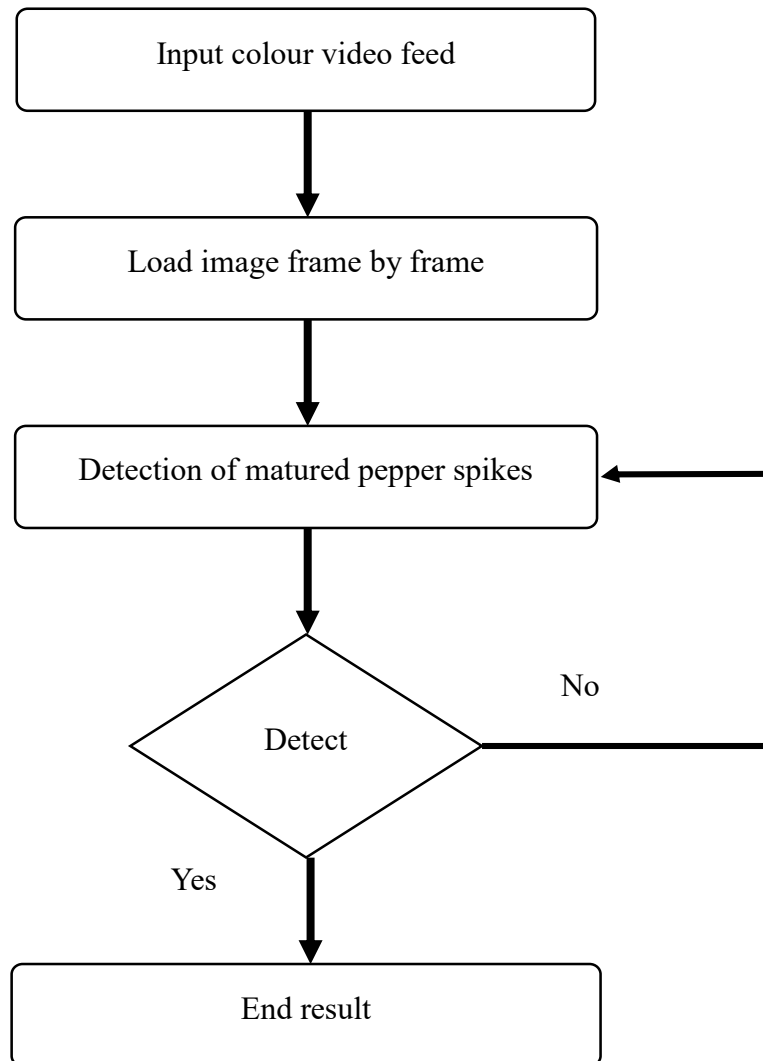 Input colour video feed
Load image frame by frame
Detection of matured pepper spikes
No
Detect
Yes
End result